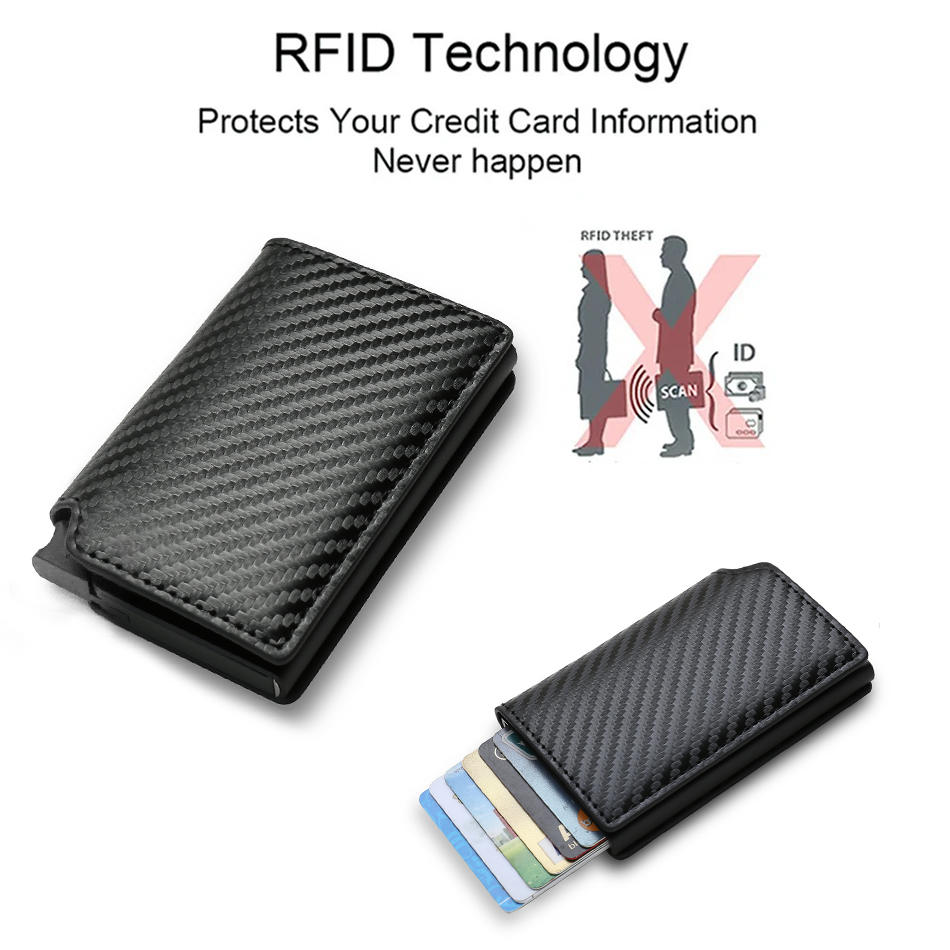 RFID Technology
Protects Your Credit Card Information
Never happen
RFID THEFT
ID
SCAN